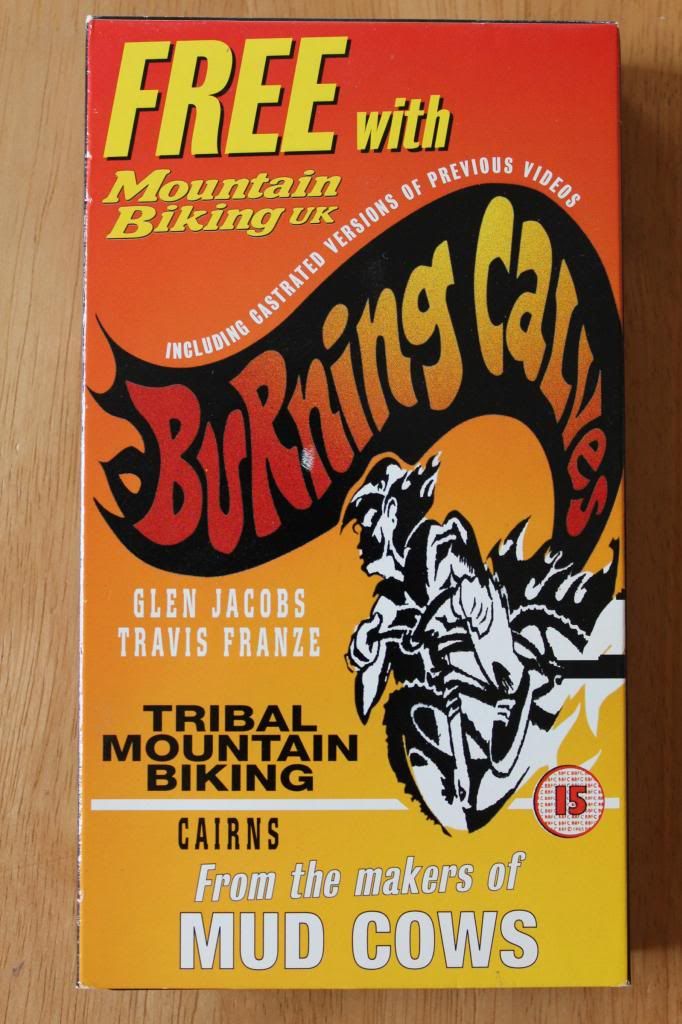 FREE with
Mountain
Biking UK
INCLUDING CASTRATED VERSIONS OF PREVIOUS VIDEOS
BURning CaLves
GLEN JACOBS
TRAVIS FRANZE
TRIBAL
MOUNTAIN
BIKING
15
CAIRNS
From the makers of
MUD COWS